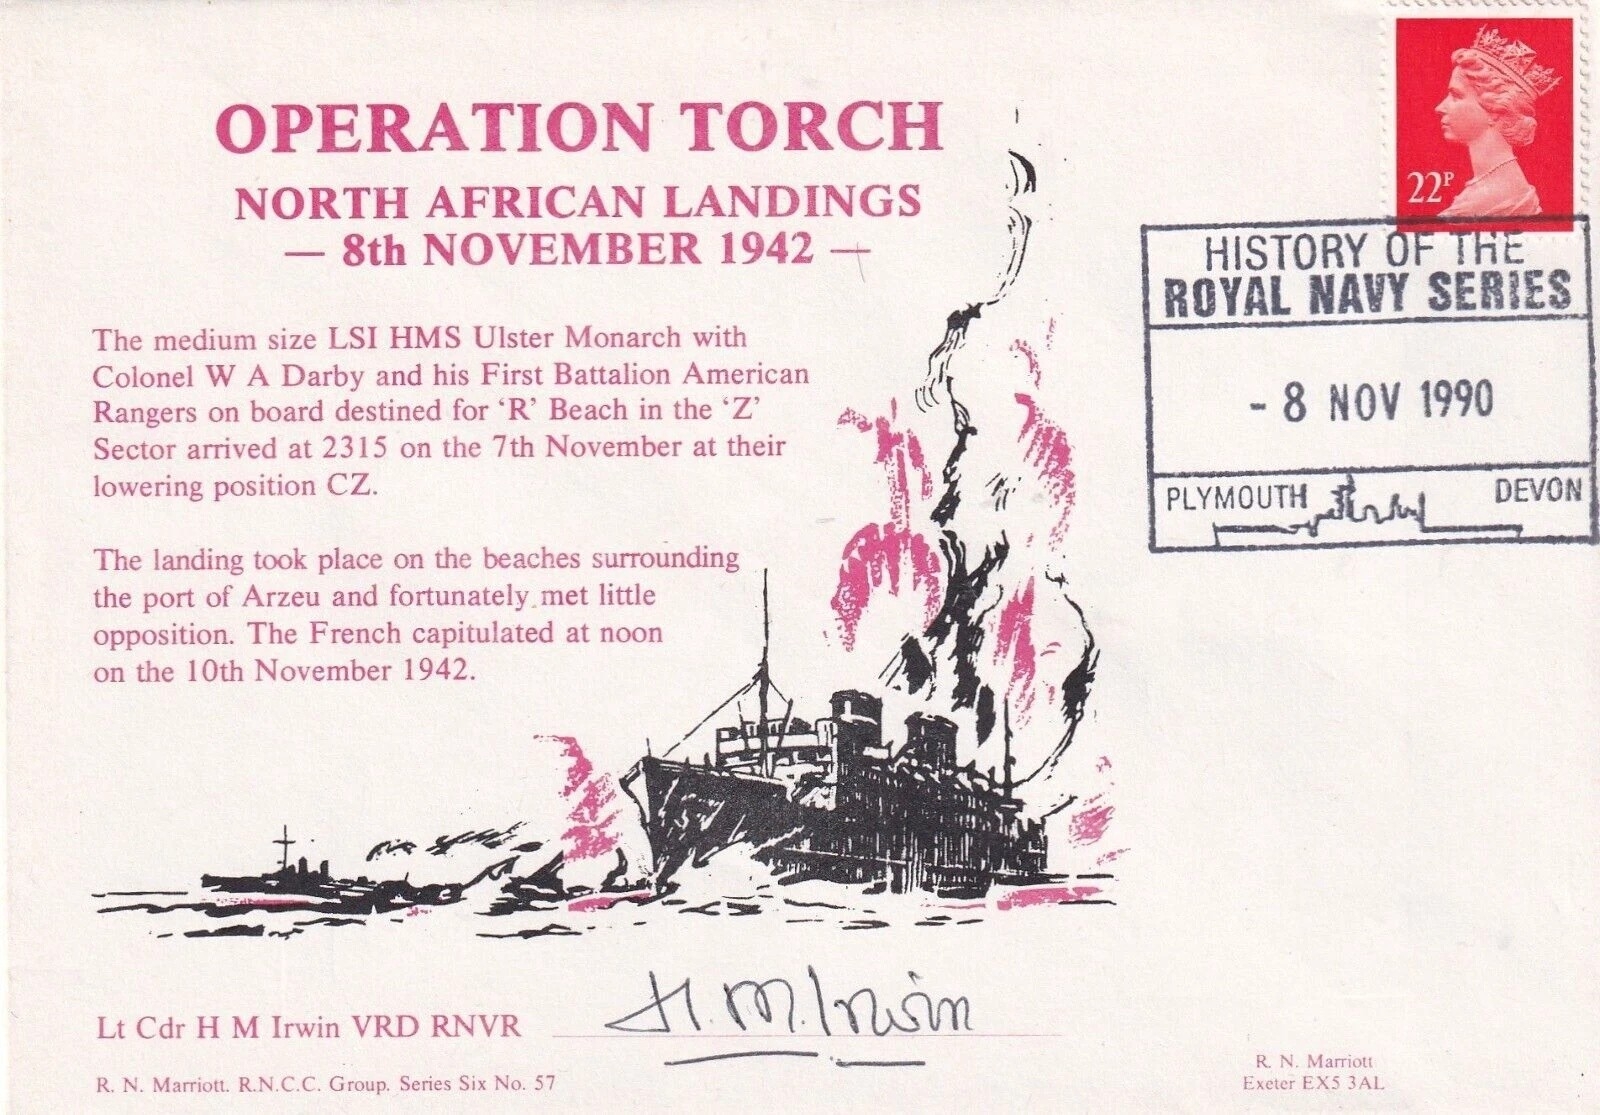 OPERATION TORCH
NORTH AFRICAN LANDINGS
— 8th NOVEMBER 1942 —
The medium size LSI HMS Ulster Monarch with
Colonel W A Darby and his First Battalion American
Rangers on board destined for ‘R’ Beach in the ‘Z’
Sector arrived at 2315 on the 7th November at their
lowering position CZ.
The landing took place on the beaches surrounding
the port of Arzeu and fortunately met little
opposition. The French capitulated at noon
on the 10th November 1942.
22P
HISTORY OF THE
ROYAL NAVY SERIES
- 8 NOV 1990
PLYMOUTH DEVON
Lt Cdr H M Irwin VRD RNVR H. M. Irwin
R. N. Marriott. R.N.C.C. Group. Series Six No. 57
R. N. Marriott
Exeter EX5 3AL